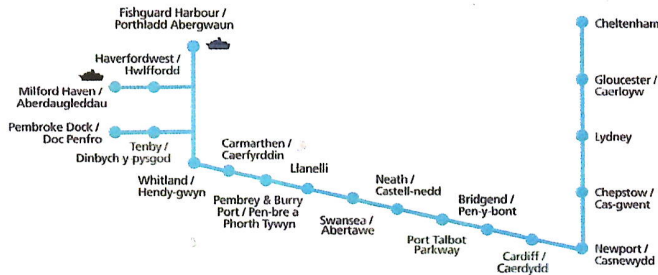 Fishguard Harbour /
Porthladd Abergwaun
Haverfordwest /
Hwlffordd
Milford Haven /
Aberdaugleddau
Pembroke Dock /
Doc Penfro
Tenby /
Dinbych y pysgod
Whitland /
Hendy-gwyn
Carmarthen /
Caerfyrddin
Pembrey & Burry
Port / Pen-bre a
Phorth Tywyn
Llanelli
Swansea /
Abertawe
Neath /
Castell-nedd
Port Talbot
Parkway
Bridgend /
Pen-y-bont
Cardiff /
Caerdydd
Cheltenham
Gloucester /
Caerloyw
Lydney
Chepstow /
Cas-gwent
Newport /
Casnewydd